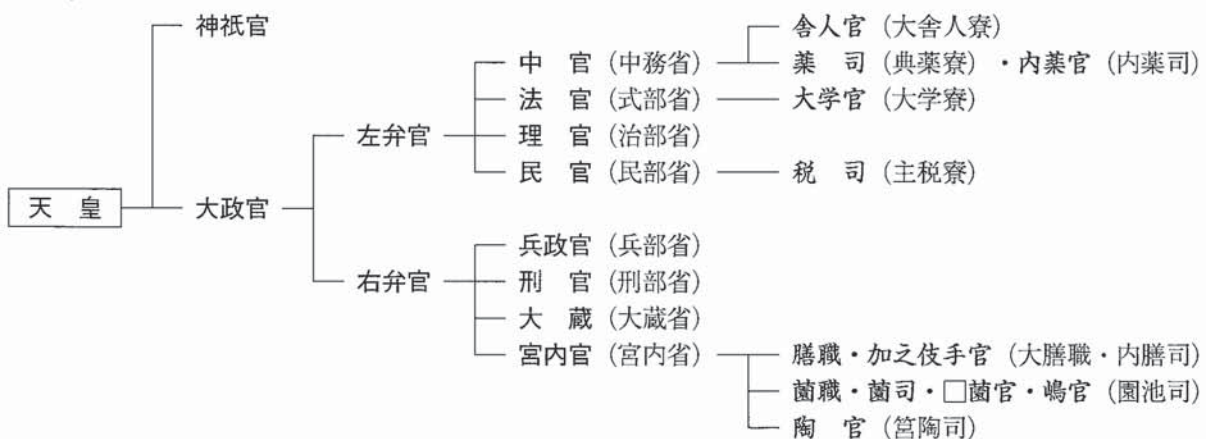 神祇官
舎人官（大舎人寮）
中　官（中務省）
薬　司（典薬寮）・内薬官（内薬司）
法　官（式部省）
大学官（大学寮）
左弁官
理　官（治部省）
民　官（民部省）
税　司（主税寮）
天　皇
大政官
兵政官（兵部省）
右弁官
刑　官（刑部省）
大　蔵（大蔵省）
宮内官（宮内省）
膳職・加之伎手官（大膳職・内膳司）
薗職・薗司・□薗官・嶋官（園池司）
陶　官（筥陶司）